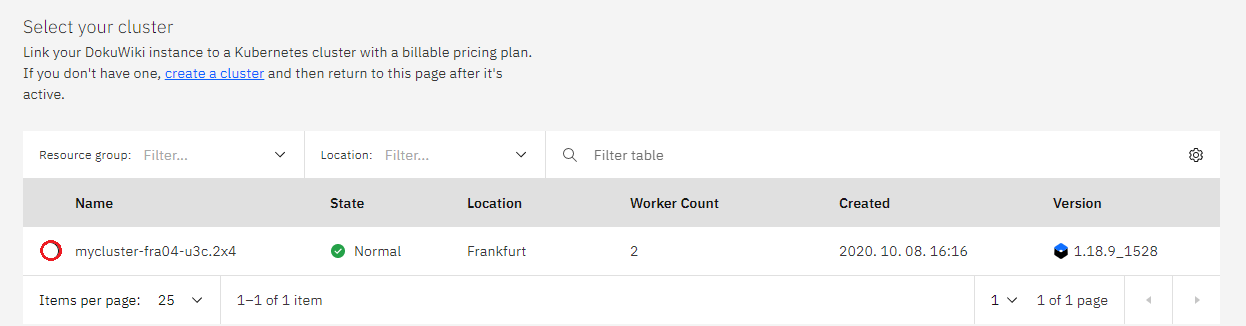 Select your cluster
Link your DokuWiki instance to a Kubernetes cluster with a billable pricing plan.
If you don't have one, create a cluster and then return to this page after it's
active.
Resource group: Filter... Location: Filter... Filter table
Name State Location Worker Count Created Version
mycluster-fra04-u3c.2x4 Normal Frankfurt 2 2020. 10. 08. 16:16 1.18.9_1528
Items per page: 25 1–1 of 1 item 1 1 of 1 page